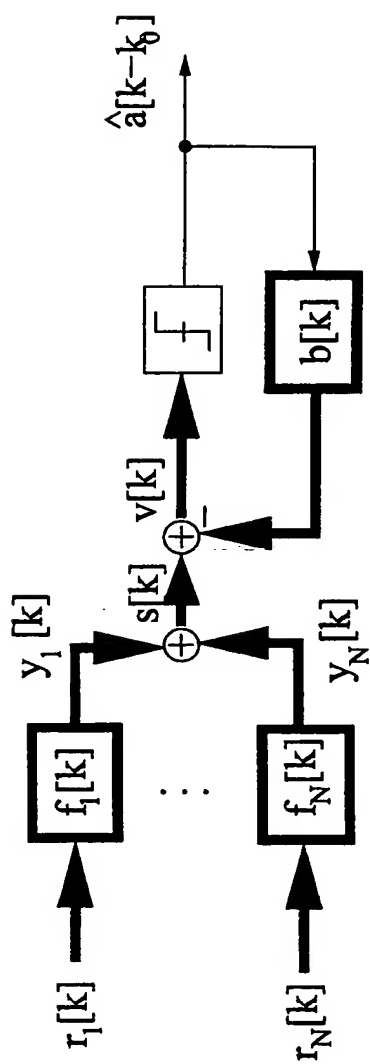 r₁[k]
f₁[k]
y₁[k]
...
r_N[k]
f_N[k]
y_N[k]
+
s[k]
+
−
v[k]
b[k]
â[k−k₀]